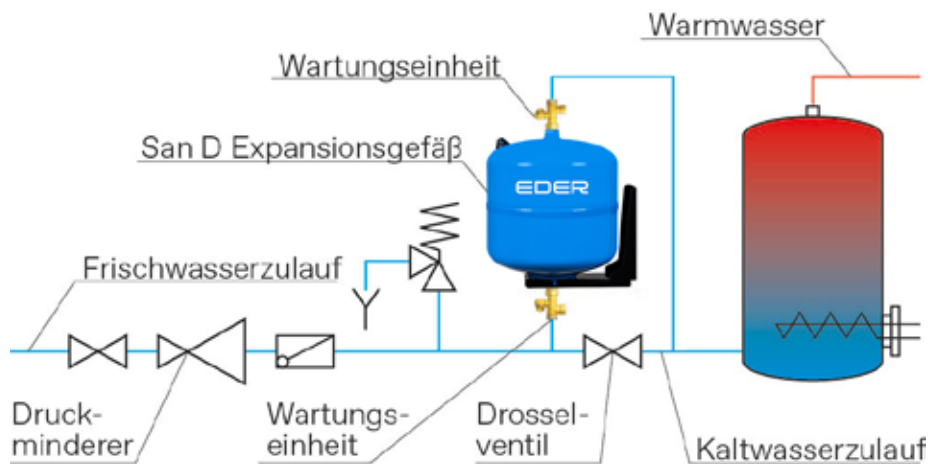 Warmwasser
Wartungseinheit
San D Expansionsgefäß
EDER
Frischwasserzulauf
Druck-
minderer
Wartungs-
einheit
Drossel-
ventil
Kaltwasserzulauf